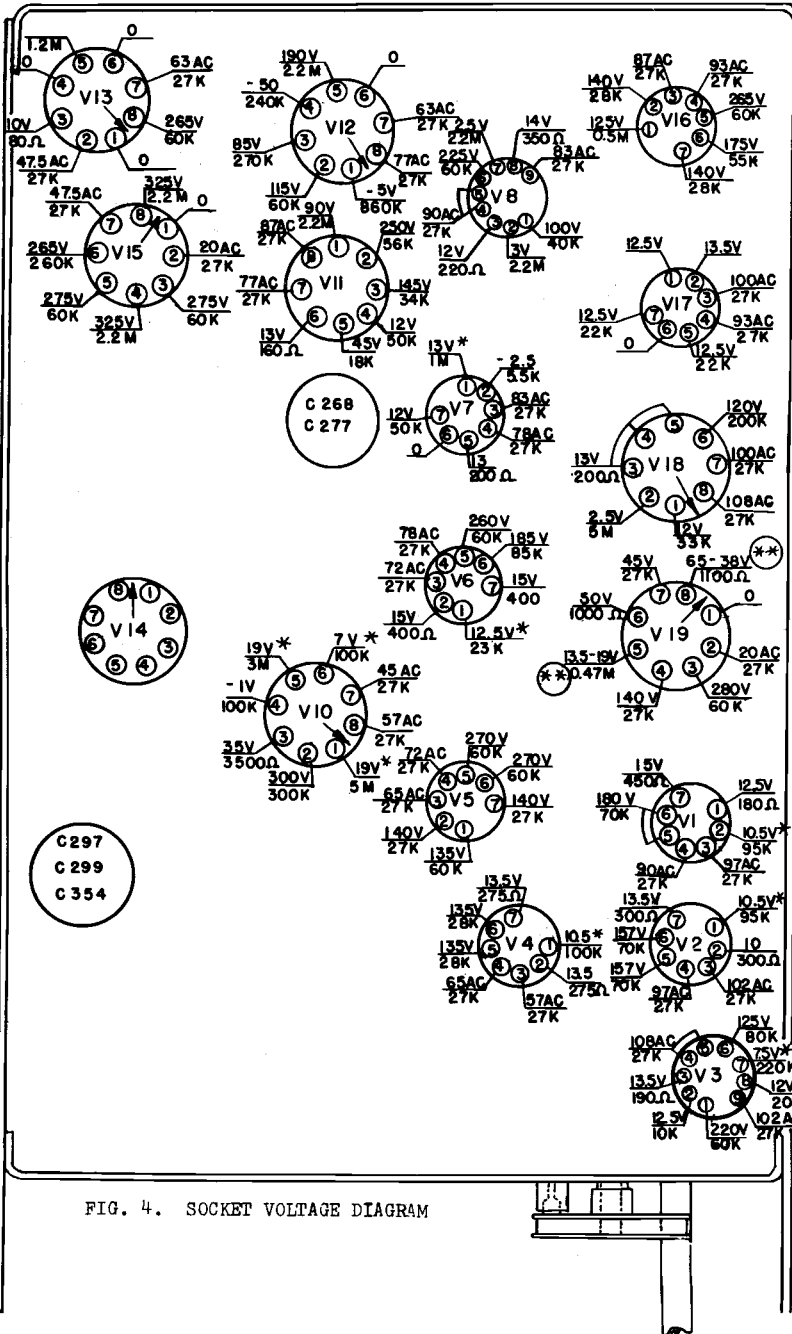 1.2M
0
0
63AC
27K
V13
10V
80Ω
265V
60K
47.5AC
27K
0
190V
2.2M
0
-50
240K
63AC
27K
V12
85V
270K
77AC
27K
115V
60K
-5V
860K
2.5V
2.2M
14V
350Ω
225V
60K
83AC
27K
V8
90AC
27K
12V
220Ω
3V
2.2M
100V
40K
87AC
27K
93AC
27K
140V
28K
V16
265V
60K
125V
0.5M
175V
55K
140V
28K
47.5AC
27K
325V
2.2M
0
V15
265V
260K
20AC
27K
275V
60K
325V
2.2M
275V
60K
87AC
27K
90V
2.2M
250V
56K
V11
77AC
27K
145V
34K
13V
160Ω
45V
18K
12V
50K
12.5V
13.5V
V17
100AC
27K
12.5V
22K
93AC
27K
0
12.5V
22K
C268
C277
13V*
1M
-2.5
5.5K
V7
83AC
27K
12V
50K
78AC
27K
0
13
200Ω
120V
200K
V18
13V
200Ω
100AC
27K
2.5V
5M
12V
33K
108AC
27K
78AC
27K
260V
60K
185V
85K
72AC
27K
V6
15V
400
15V
400Ω
12.5V*
23K
45V
27K
65-38V
1100Ω
**
50V
1000Ω
0
V19
13.5-19V
0.47M
**
20AC
27K
140V
27K
280V
60K
V14
19V*
3M
7V*
100K
45AC
27K
-1V
100K
V10
57AC
27K
35V
3500Ω
300V
300K
19V*
5M
72AC
27K
270V
60K
270V
60K
65AC
27K
V5
140V
27K
140V
27K
135V
60K
15V
450Ω
12.5V
180Ω
180V
70K
V1
10.5V*
95K
90AC
27K
97AC
27K
C297
C299
C354
13.5V
275Ω
135V
28K
V4
10.5*
100K
135V
28K
65AC
27K
57AC
27K
13.5
275Ω
13.5V
300Ω
10.5V*
95K
157V
70K
V2
10
300Ω
157V
70K
97AC
27K
102AC
27K
108AC
27K
125V
80K
7.5V*
220K
V3
13.5V
190Ω
12V
20
12.5V
10K
220V
60K
102A
27K
FIG. 4. SOCKET VOLTAGE DIAGRAM